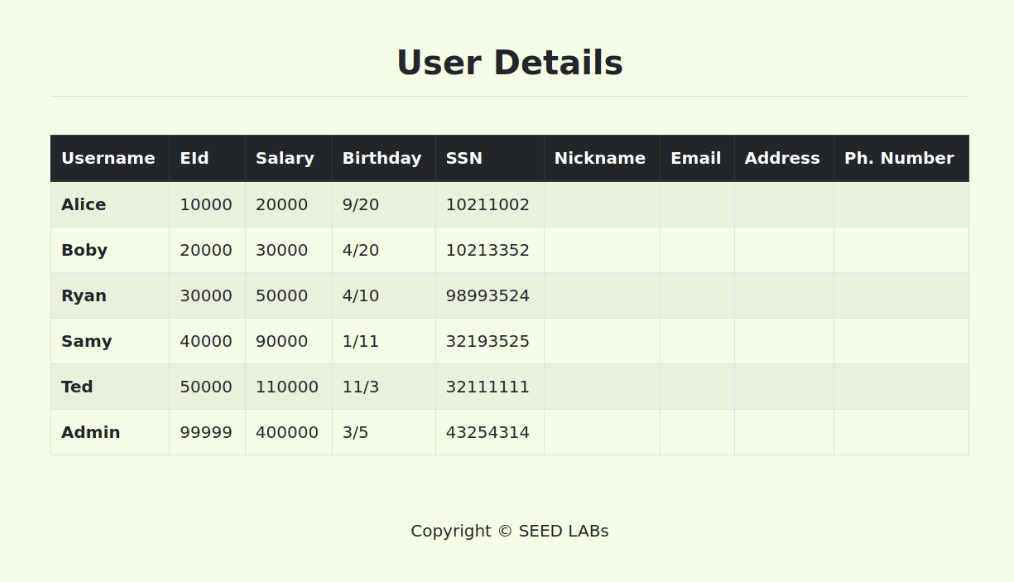 User Details
Username EId Salary Birthday SSN Nickname Email Address Ph. Number
Alice 10000 20000 9/20 10211002
Boby 20000 30000 4/20 10213352
Ryan 30000 50000 4/10 98993524
Samy 40000 90000 1/11 32193525
Ted 50000 110000 11/3 32111111
Admin 99999 400000 3/5 43254314
Copyright © SEED LABs